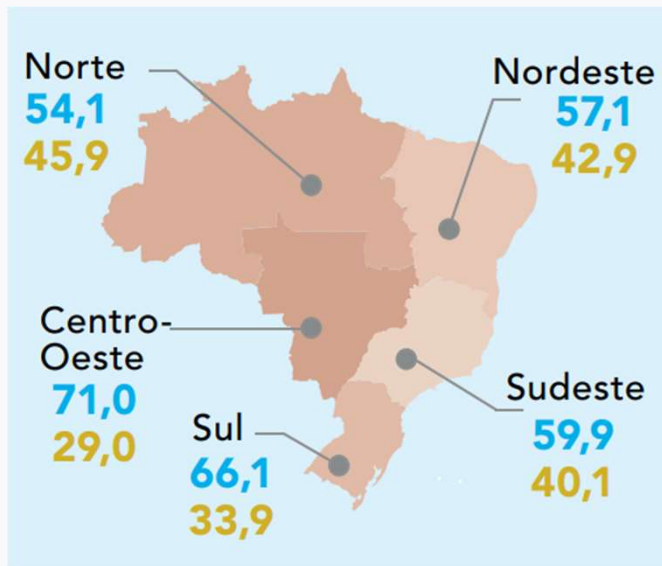 Norte
54,1
45,9
Nordeste
57,1
42,9
Centro-
Oeste
71,0
29,0
Sul
66,1
33,9
Sudeste
59,9
40,1